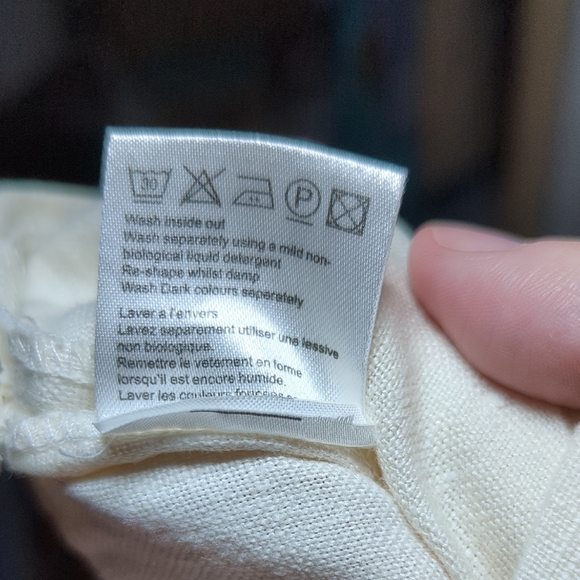 30 P
Wash inside out
Wash separately using a mild non-
biological liquid detergent
Re-shape whilst damp
Wash Dark colours separately
Laver a l'envers
Lavez separement utiliser une lessive
non biologique.
Remettre le vetement en forme
lorsqu'il est encore humide.
Laver les couleurs